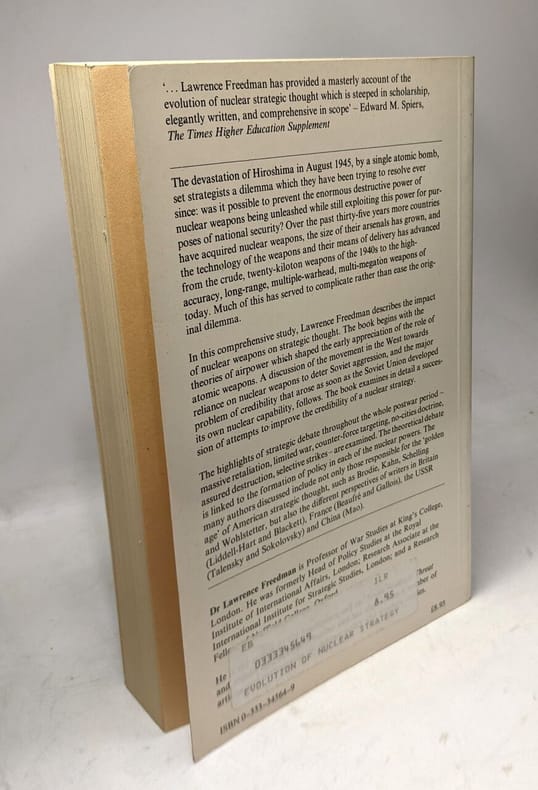 ‘... Lawrence Freedman has provided a masterly account of the
evolution of nuclear strategic thought which is steeped in scholarship,
elegantly written, and comprehensive in scope’ – Edward M. Spiers,
The Times Higher Education Supplement
The devastation of Hiroshima in August 1945, by a single atomic bomb,
set strategists a dilemma which they have been trying to resolve ever
since: was it possible to prevent the enormous destructive power of
nuclear weapons being unleashed while still exploiting this power for pur-
poses of national security? Over the past thirty-five years more countries
have acquired nuclear weapons, the size of their arsenals has grown, and
the technology of the weapons and their means of delivery has advanced
from the crude, twenty-kiloton weapons of the 1940s to the high-
accuracy, long-range, multiple-warhead, multi-megaton weapons of
today. Much of this has served to complicate rather than ease the orig-
inal dilemma.
In this comprehensive study, Lawrence Freedman describes the impact
of nuclear weapons on strategic thought. The book begins with the
theories of airpower which shaped the early appreciation of the role of
atomic weapons. A discussion of the movement in the West towards
reliance on nuclear weapons to deter Soviet aggression, and the major
problem of credibility that arose as soon as the Soviet Union developed
its own nuclear capability, follows. The book examines in detail a succes-
sion of attempts to improve the credibility of a nuclear strategy.
The highlights of strategic debate throughout the whole postwar period –
massive retaliation, limited war, counter-force targeting, no-cities doctrine,
assured destruction, selective strikes – are examined. The theoretical debate
is linked to the formation of policy in each of the nuclear powers. The
many authors discussed include not only those responsible for the ‘golden
age’ of American strategic thought, such as Brodie, Kahn, Schelling
and Wohlstetter, but also the different perspectives of writers in Britain
(Liddell-Hart and Blackett), France (Beaufré and Gallois), the USSR
(Talensky and Sokolovsky) and China (Mao).
Dr Lawrence Freedman is Professor of War Studies at King's College,
London. He was formerly Head of Policy Studies at the Royal
Institute of International Affairs, London; Research Associate at the
International Institute for Strategic Studies, London; and a Research
Oxford
Threat
He
and
EB
ILR
0333345649
6.95
EVOLUTION OF NUCLEAR STRATEGY
ISBN 0-333-34564-9
£8.95